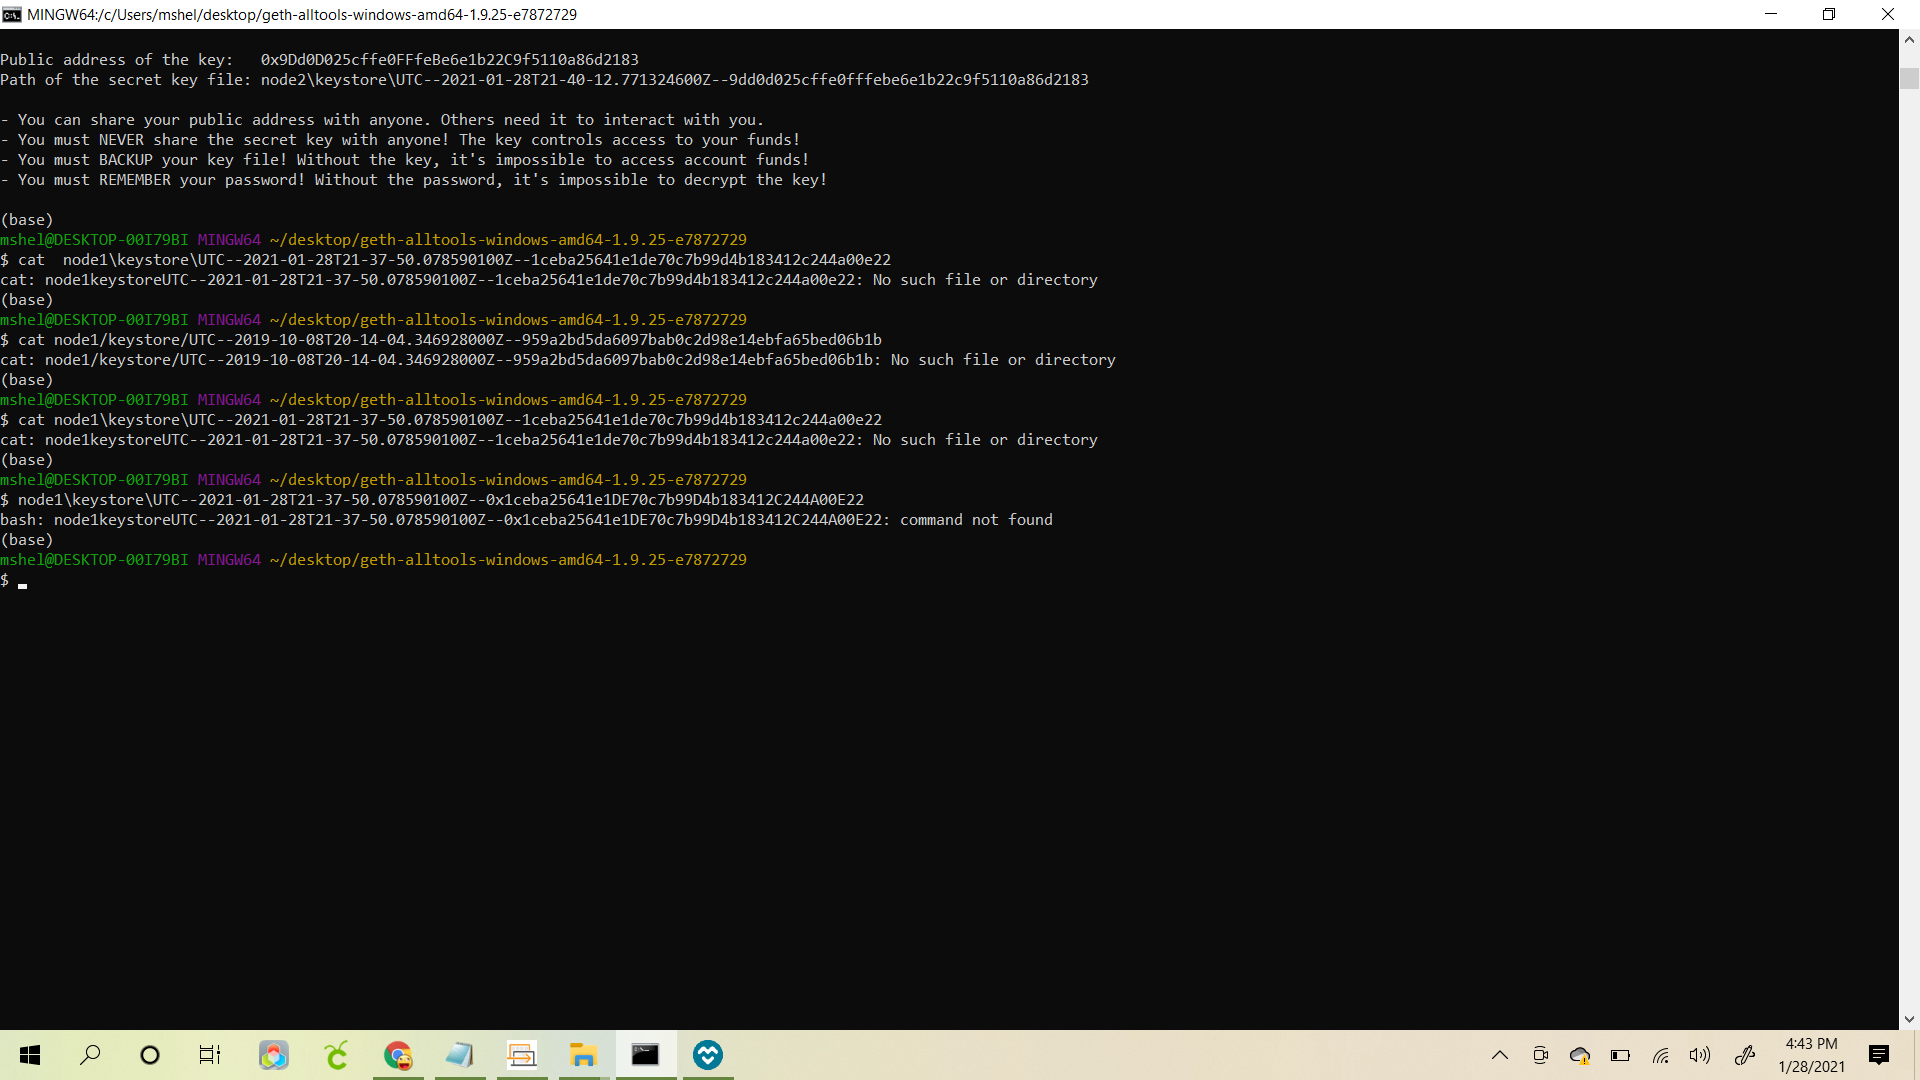 MINGW64:/c/Users/mshel/desktop/geth-alltools-windows-amd64-1.9.25-e7872729
Public address of the key:   0x9Dd0D025cffe0FFfeBe6e1b22C9f5110a86d2183
Path of the secret key file: node2\keystore\UTC--2021-01-28T21-40-12.771324600Z--9dd0d025cffe0fffebe6e1b22c9f5110a86d2183
- You can share your public address with anyone. Others need it to interact with you.
- You must NEVER share the secret key with anyone! The key controls access to your funds!
- You must BACKUP your key file! Without the key, it's impossible to access account funds!
- You must REMEMBER your password! Without the password, it's impossible to decrypt the key!
(base)
mshel@DESKTOP-00I79BI MINGW64 ~/desktop/geth-alltools-windows-amd64-1.9.25-e7872729
$ cat  node1\keystore\UTC--2021-01-28T21-37-50.078590100Z--1ceba25641e1de70c7b99d4b183412c244a00e22
cat: node1keystoreUTC--2021-01-28T21-37-50.078590100Z--1ceba25641e1de70c7b99d4b183412c244a00e22: No such file or directory
(base)
mshel@DESKTOP-00I79BI MINGW64 ~/desktop/geth-alltools-windows-amd64-1.9.25-e7872729
$ cat node1/keystore/UTC--2019-10-08T20-14-04.346928000Z--959a2bd5da6097bab0c2d98e14ebfa65bed06b1b
cat: node1/keystore/UTC--2019-10-08T20-14-04.346928000Z--959a2bd5da6097bab0c2d98e14ebfa65bed06b1b: No such file or directory
(base)
mshel@DESKTOP-00I79BI MINGW64 ~/desktop/geth-alltools-windows-amd64-1.9.25-e7872729
$ cat node1\keystore\UTC--2021-01-28T21-37-50.078590100Z--1ceba25641e1de70c7b99d4b183412c244a00e22
cat: node1keystoreUTC--2021-01-28T21-37-50.078590100Z--1ceba25641e1de70c7b99d4b183412c244a00e22: No such file or directory
(base)
mshel@DESKTOP-00I79BI MINGW64 ~/desktop/geth-alltools-windows-amd64-1.9.25-e7872729
$ node1\keystore\UTC--2021-01-28T21-37-50.078590100Z--0x1ceba25641e1DE70c7b99D4b183412C244A00E22
bash: node1keystoreUTC--2021-01-28T21-37-50.078590100Z--0x1ceba25641e1DE70c7b99D4b183412C244A00E22: command not found
(base)
mshel@DESKTOP-00I79BI MINGW64 ~/desktop/geth-alltools-windows-amd64-1.9.25-e7872729
$
4:43 PM
1/28/2021